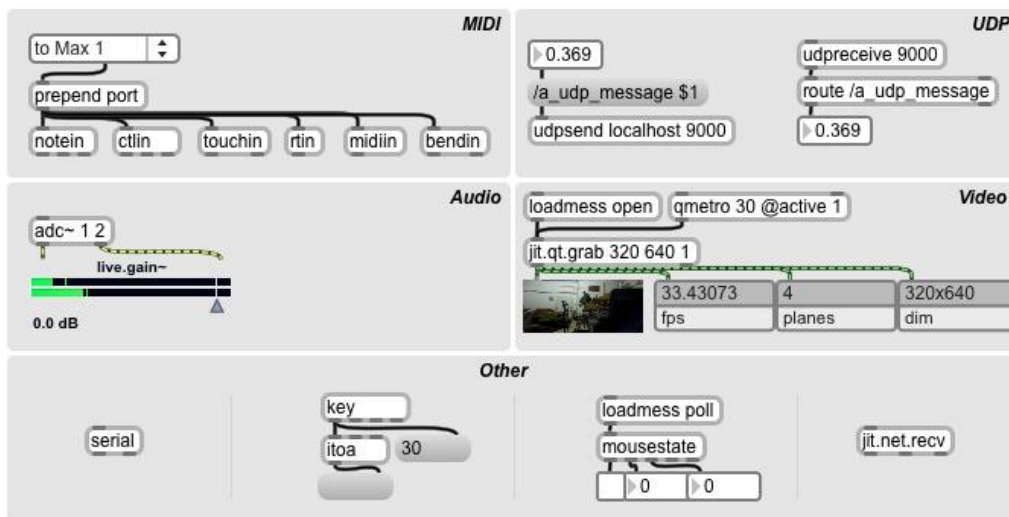 MIDI
to Max 1
prepend port
notein ctlin touchin rtin midiin bendin
UDP
0.369
/a_udp_message $1
udpsend localhost 9000
udpreceive 9000
route /a_udp_message
0.369
Audio
adc~ 1 2
live.gain~
0.0 dB
Video
loadmess open qmetro 30 @active 1
jit.qt.grab 320 640 1
33.43073 4 320x640
fps planes dim
Other
serial
key
itoa 30
loadmess poll
mousestate
0 0
jit.net.recv